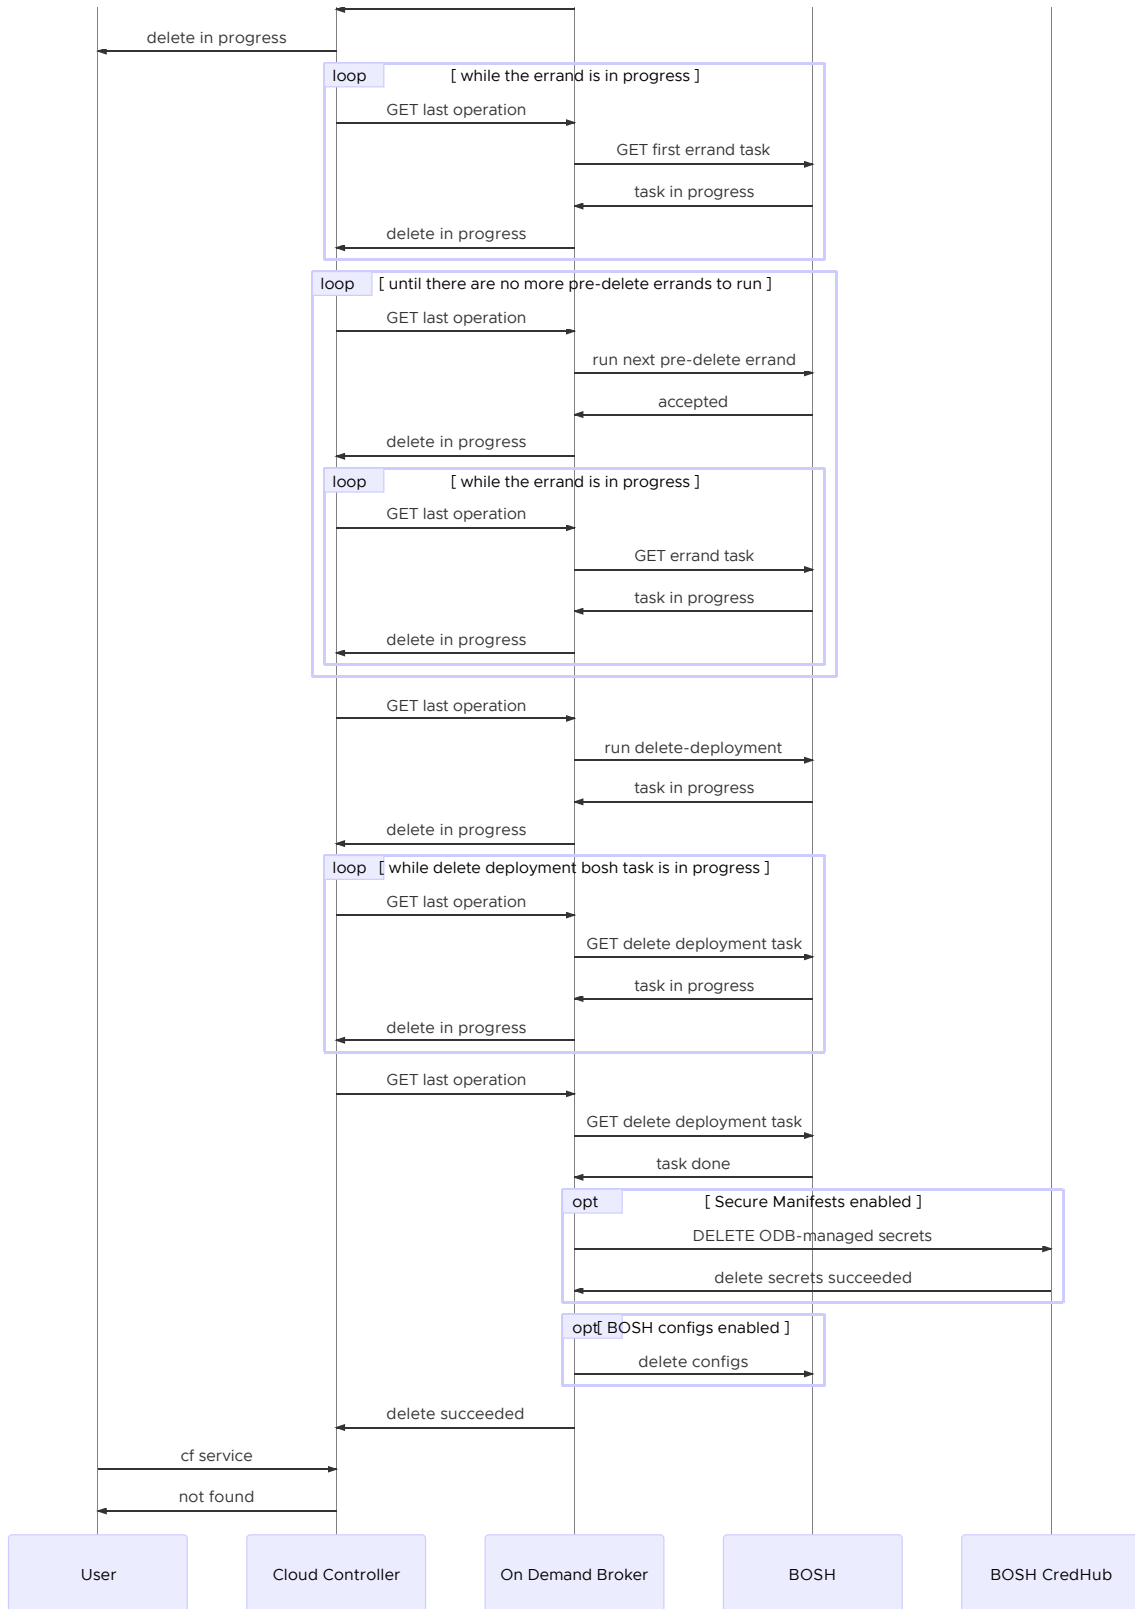 delete in progress
loop [ while the errand is in progress ]
GET last operation
GET first errand task
task in progress
delete in progress
loop [ until there are no more pre-delete errands to run ]
GET last operation
run next pre-delete errand
accepted
delete in progress
loop [ while the errand is in progress ]
GET last operation
GET errand task
task in progress
delete in progress
GET last operation
run delete-deployment
task in progress
delete in progress
loop [ while delete deployment bosh task is in progress ]
GET last operation
GET delete deployment task
task in progress
delete in progress
GET last operation
GET delete deployment task
task done
opt [ Secure Manifests enabled ]
DELETE ODB-managed secrets
delete secrets succeeded
opt [ BOSH configs enabled ]
delete configs
delete succeeded
cf service
not found
User Cloud Controller On Demand Broker BOSH BOSH CredHub